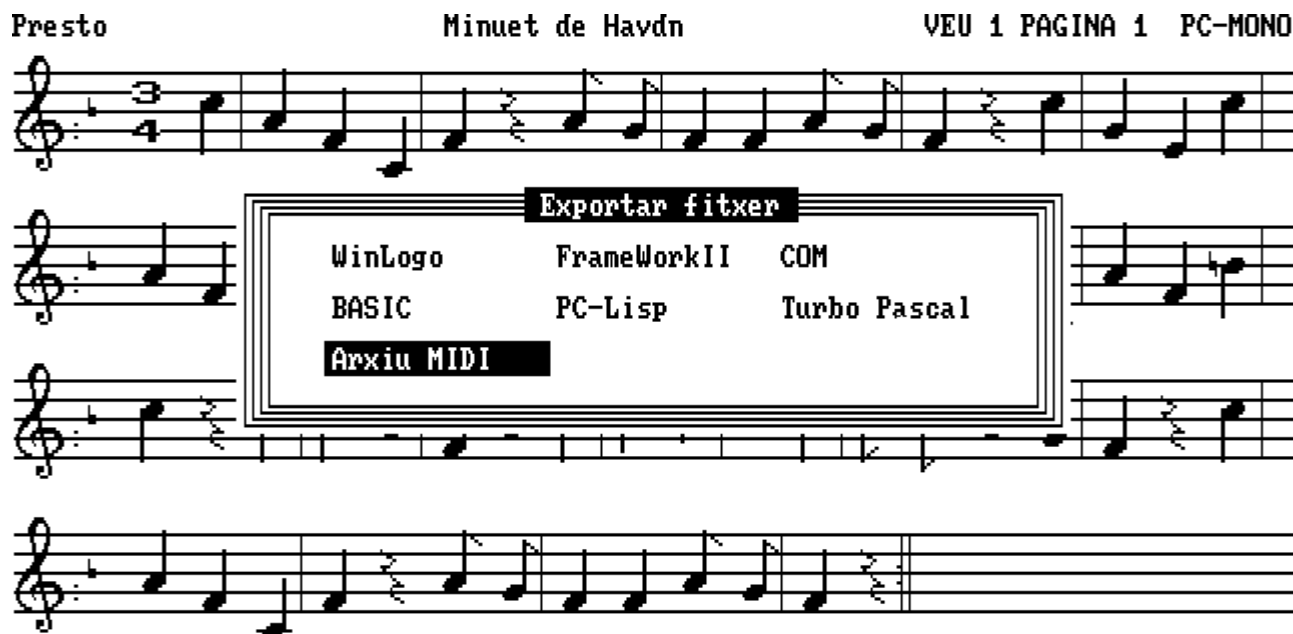 Presto Minuet de Haydn VEU 1 PAGINA 1 PC-MONO
3
4
Exportar fitxer
WinLogo FrameWorkII COM
BASIC PC-Lisp Turbo Pascal
Arxiu MIDI